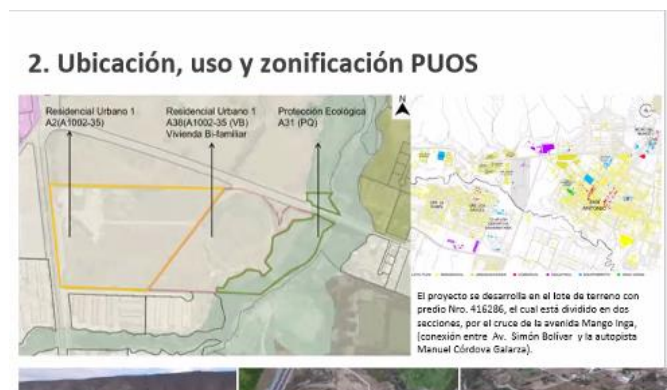 2. Ubicación, uso y zonificación PUOS
Residencial Urbano 1
A2(A1002-35)
Residencial Urbano 1
A38(A1002-35 (VB)
Vivienda Bi-familiar
Protección Ecológica
A31 (PQ)
N
SAN
ANTONIO
El proyecto se desarrolla en el lote de terreno con
predio Nro. 416286, el cual está dividido en dos
secciones, por el cruce de la avenida Mango Inga,
(conexión entre Av. Simón Bolívar y la autopista
Manuel Córdova Galarza).